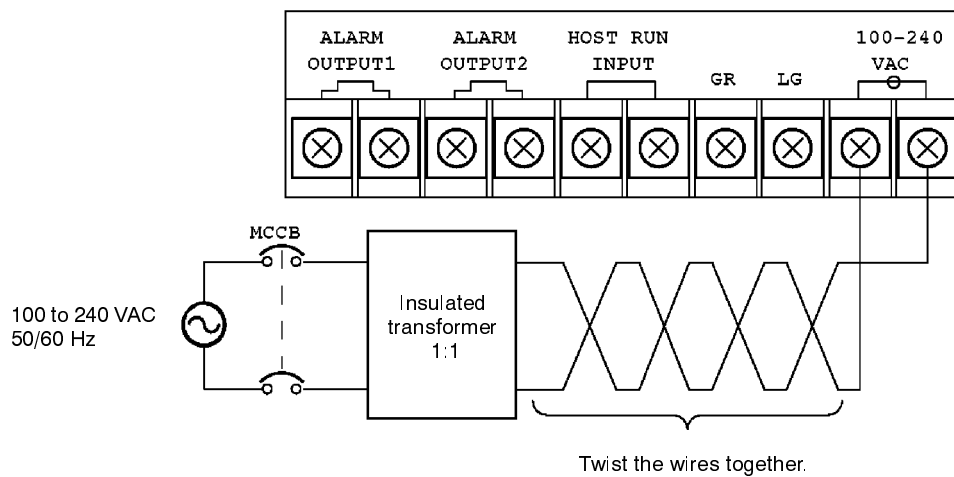 ALARM OUTPUT1
ALARM OUTPUT2
HOST RUN INPUT
GR
LG
100-240 VAC
MCCB
100 to 240 VAC
50/60 Hz
Insulated
transformer
1:1
Twist the wires together.